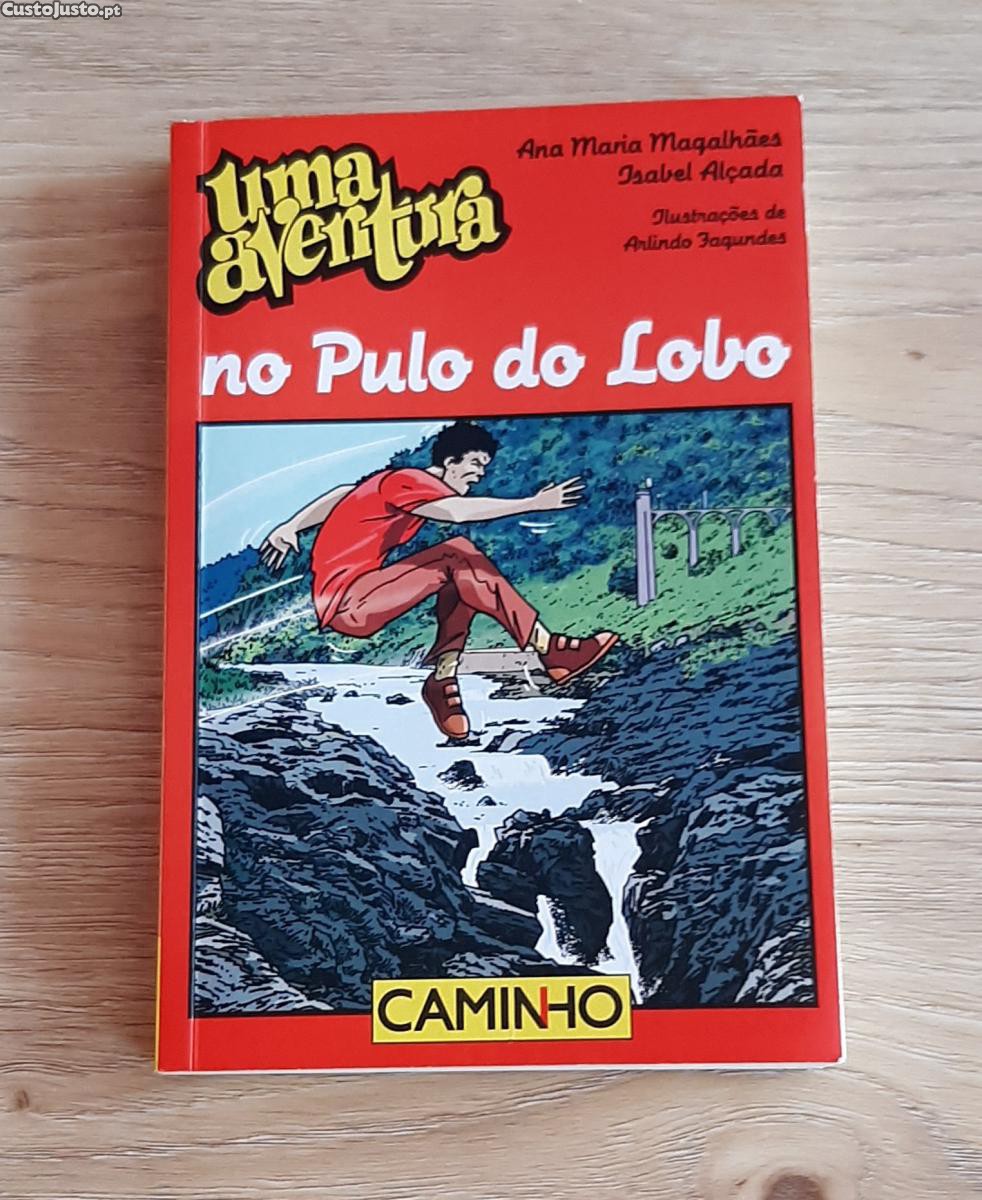 CustoJusto.pt
uma
aventura
Ana Maria Magalhães
Isabel Alçada
Ilustrações de
Arlindo Fagundes
no Pulo do Lobo
CAMINHO